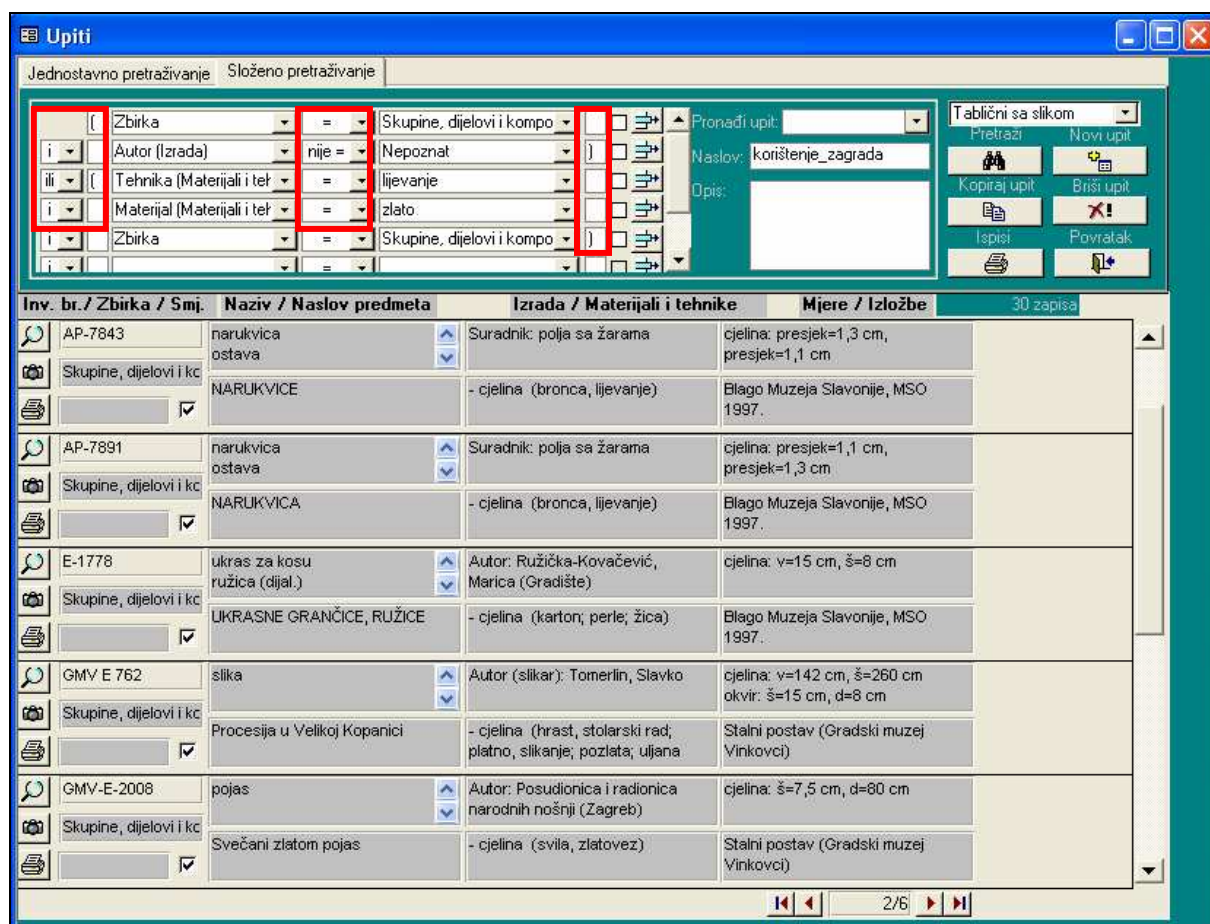 Upiti
Jednostavno pretraživanje Složeno pretraživanje
( Zbirka = Skupine, dijelovi i kompo
i Autor (Izrada) nije = Nepoznat )
ili ( Tehnika (Materijali i teh = lijevanje
i Materijal (Materijali i teh = zlato
i Zbirka = Skupine, dijelovi i kompo )
i =
Pronađi upit:
Naslov: korištenje_zagrada
Opis:
Tablični sa slikom
Pretraži Novi upit
Kopiraj upit Briši upit
Ispisi Povratak
Inv. br./ Zbirka / Smj. Naziv / Naslov predmeta Izrada / Materijali i tehnike Mjere / Izložbe 30 zapisa
AP-7843
Skupine, dijelovi i kc
narukvica
ostava
NARUKVICE
Suradnik: polja sa žarama
- cjelina (bronca, lijevanje)
cjelina: presjek=1,3 cm,
presjek=1,1 cm
Blago Muzeja Slavonije, MSO
1997.
AP-7891
Skupine, dijelovi i kc
narukvica
ostava
NARUKVICA
Suradnik: polja sa žarama
- cjelina (bronca, lijevanje)
cjelina: presjek=1,1 cm,
presjek=1,3 cm
Blago Muzeja Slavonije, MSO
1997.
E-1778
Skupine, dijelovi i kc
ukras za kosu
ružica (dijal.)
UKRASNE GRANČICE, RUŽICE
Autor: Ružička-Kovačević,
Marica (Gradište)
- cjelina (karton; perle; žica)
cjelina: v=15 cm, š=8 cm
Blago Muzeja Slavonije, MSO
1997.
GMV E 762
Skupine, dijelovi i kc
slika
Procesija u Velikoj Kopanici
Autor (slikar): Tomerlin, Slavko
- cjelina (hrast, stolarski rad;
platno, slikanje; pozlata; uljana
cjelina: v=142 cm, š=260 cm
okvir: š=15 cm, d=8 cm
Stalni postav (Gradski muzej
Vinkovci)
GMV-E-2008
Skupine, dijelovi i kc
pojas
Svečani zlatom pojas
Autor: Posudionica i radionica
narodnih nošnji (Zagreb)
- cjelina (svila, zlatovez)
cjelina: š=7,5 cm, d=80 cm
Stalni postav (Gradski muzej
Vinkovci)
2/6